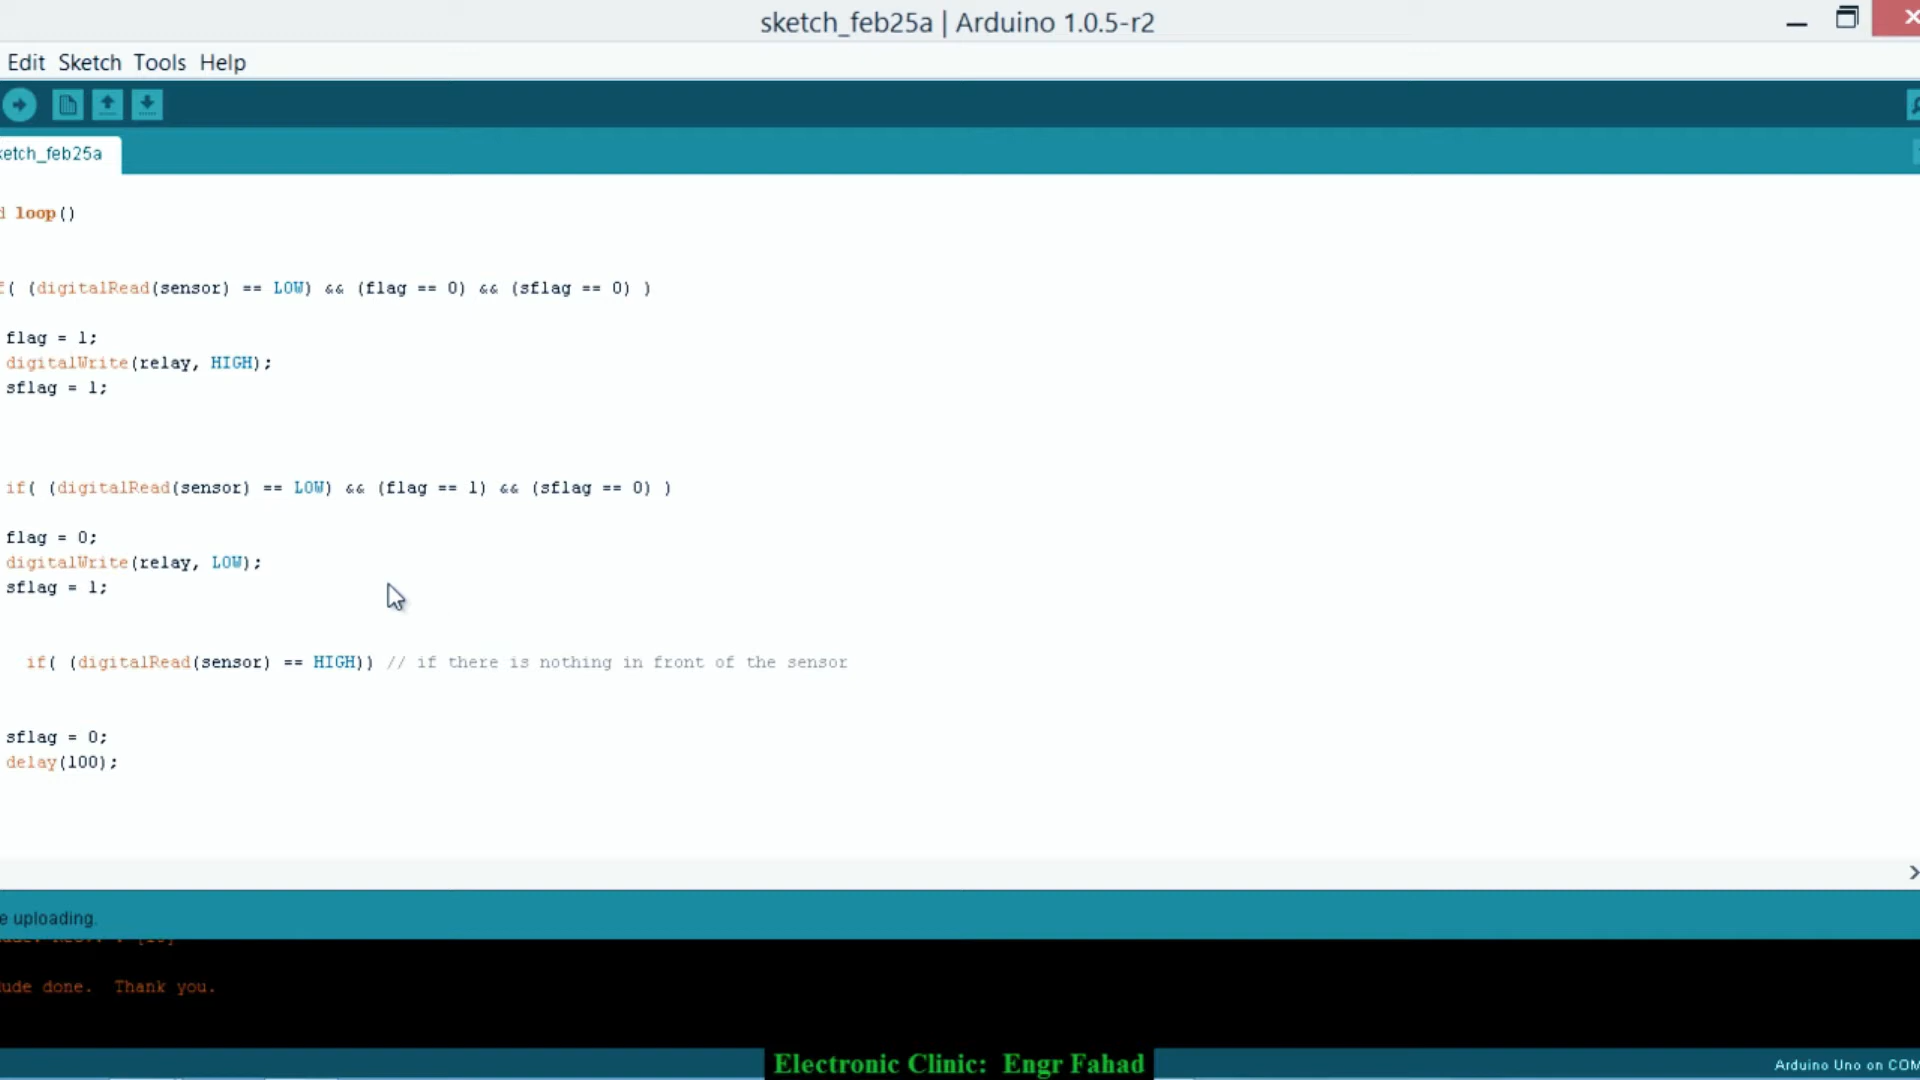 sketch_feb25a | Arduino 1.0.5-r2
Edit Sketch Tools Help
ketch_feb25a
d loop()
f( (digitalRead(sensor) == LOW) && (flag == 0) && (sflag == 0) )
flag = 1;
digitalWrite(relay, HIGH);
sflag = 1;
if( (digitalRead(sensor) == LOW) && (flag == 1) && (sflag == 0) )
flag = 0;
digitalWrite(relay, LOW);
sflag = 1;
if( (digitalRead(sensor) == HIGH)) // if there is nothing in front of the sensor
sflag = 0;
delay(100);
e uploading.
ude done. Thank you.
Electronic Clinic: Engr Fahad
Arduino Uno on COM